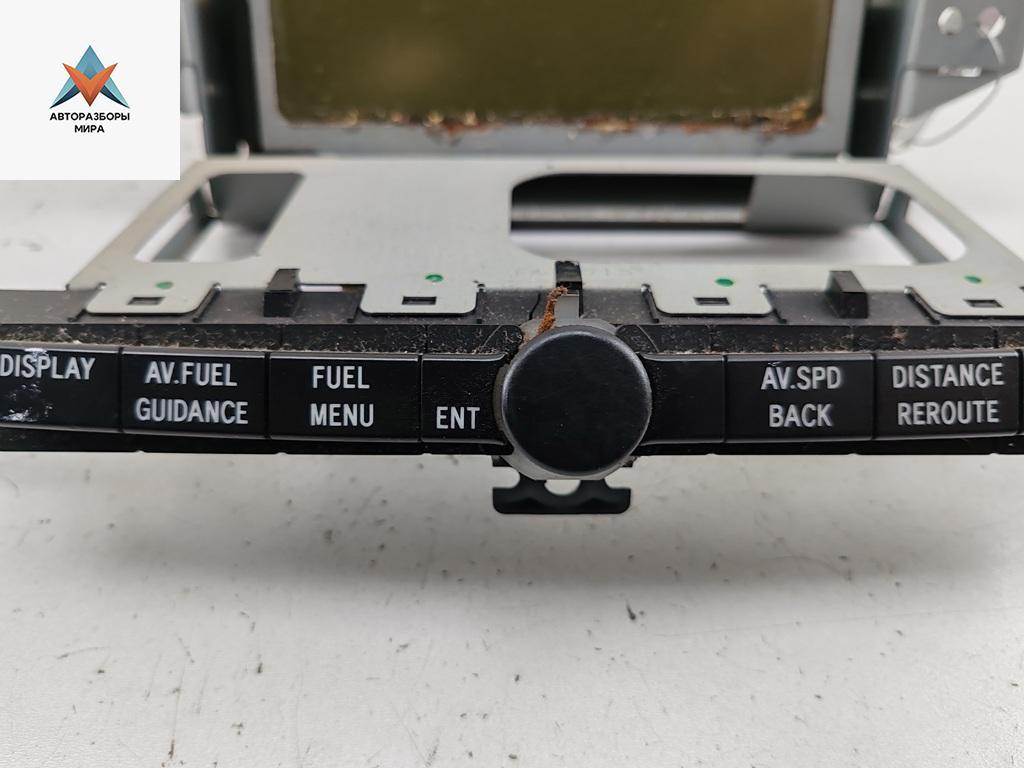 АВТОРАЗБОРЫ
МИРА
DISPLAY
AV.FUEL
GUIDANCE
FUEL
MENU
ENT
AV.SPD
BACK
DISTANCE
REROUTE